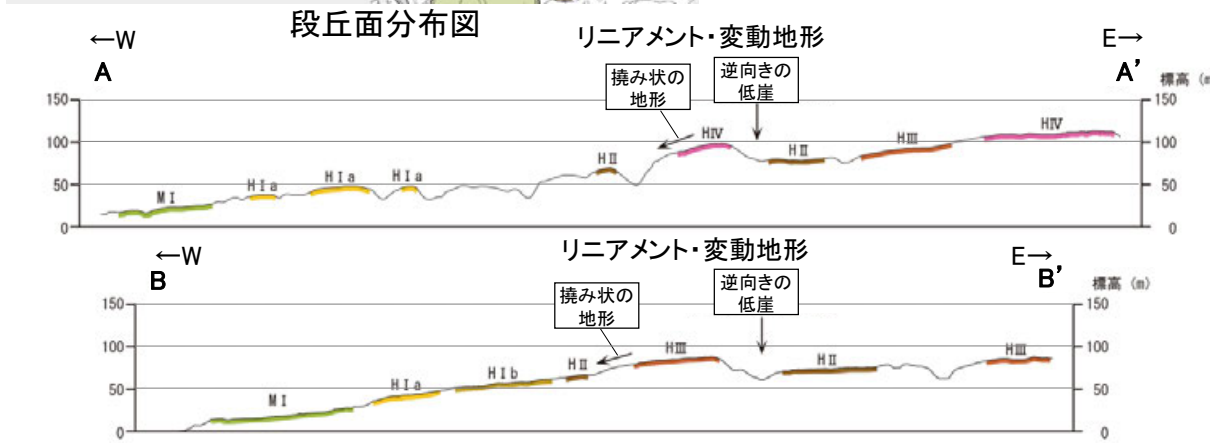 段丘面分布図
←W
リニアメント・変動地形
E→
A
A’
標高 (m
撓み状の
地形
逆向きの
低崖
150
150
100
100
50
50
0
0
MⅠ
HⅠa
HⅠa
HⅠa
HⅡ
HⅣ
HⅡ
HⅢ
HⅣ
←W
リニアメント・変動地形
E→
B
B’
標高 (m)
撓み状の
地形
逆向きの
低崖
150
150
100
100
50
50
0
0
MⅠ
HⅠa
HⅠb
HⅡ
HⅢ
HⅡ
HⅢ